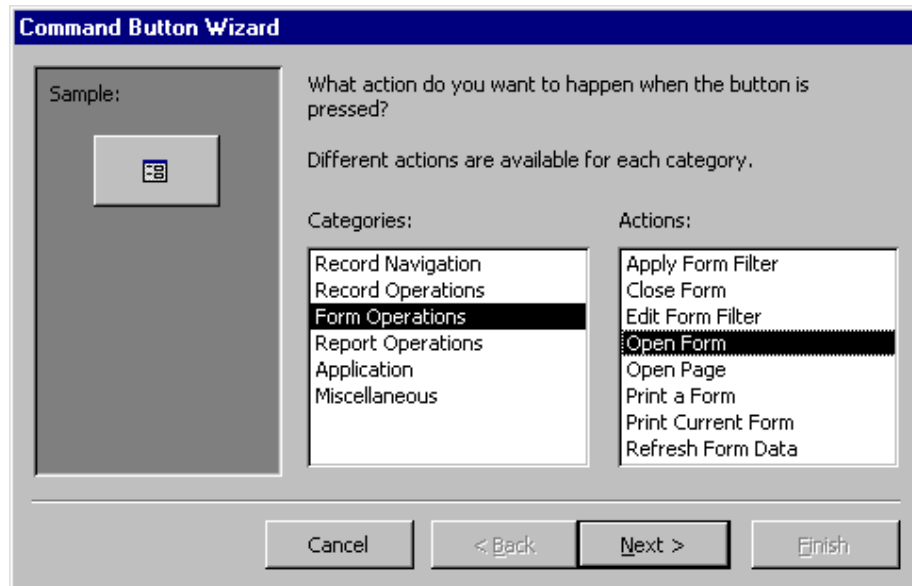 Command Button Wizard
Sample:
What action do you want to happen when the button is
pressed?
Different actions are available for each category.
Categories:
Record Navigation
Record Operations
Form Operations
Report Operations
Application
Miscellaneous
Actions:
Apply Form Filter
Close Form
Edit Form Filter
Open Form
Open Page
Print a Form
Print Current Form
Refresh Form Data
Cancel
< Back
Next >
Finish